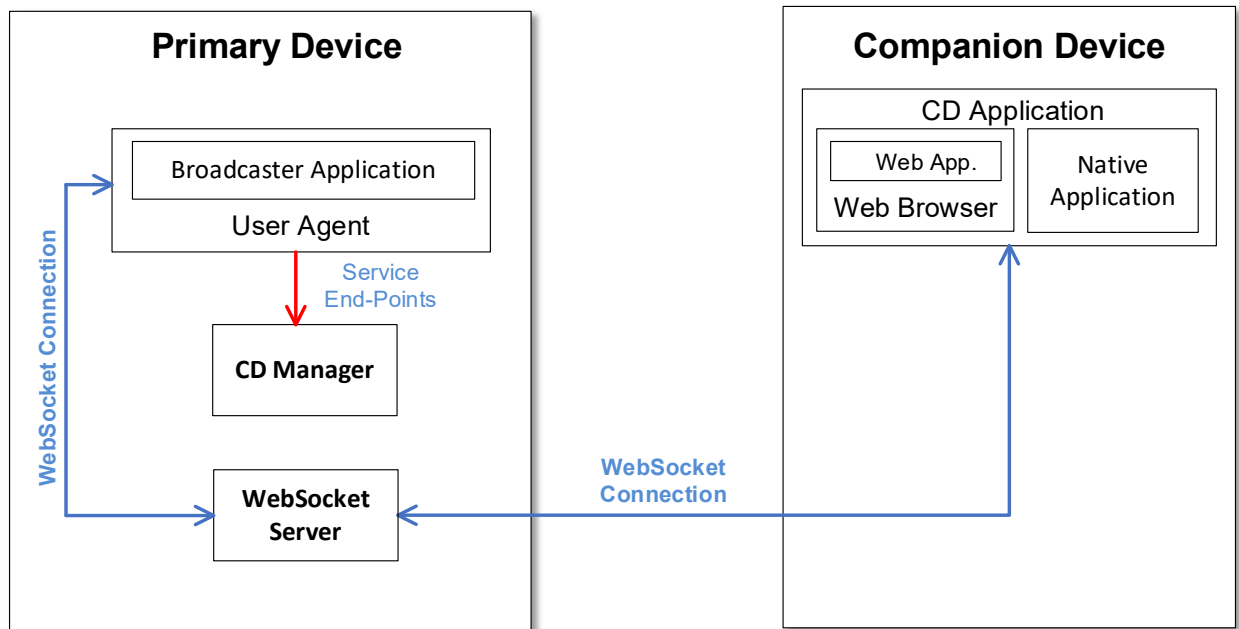 Primary Device
Broadcaster Application
User Agent
Service
End-Points
CD Manager
WebSocket
Server
WebSocket Connection
WebSocket
Connection
Companion Device
CD Application
Web App.
Web Browser
Native
Application